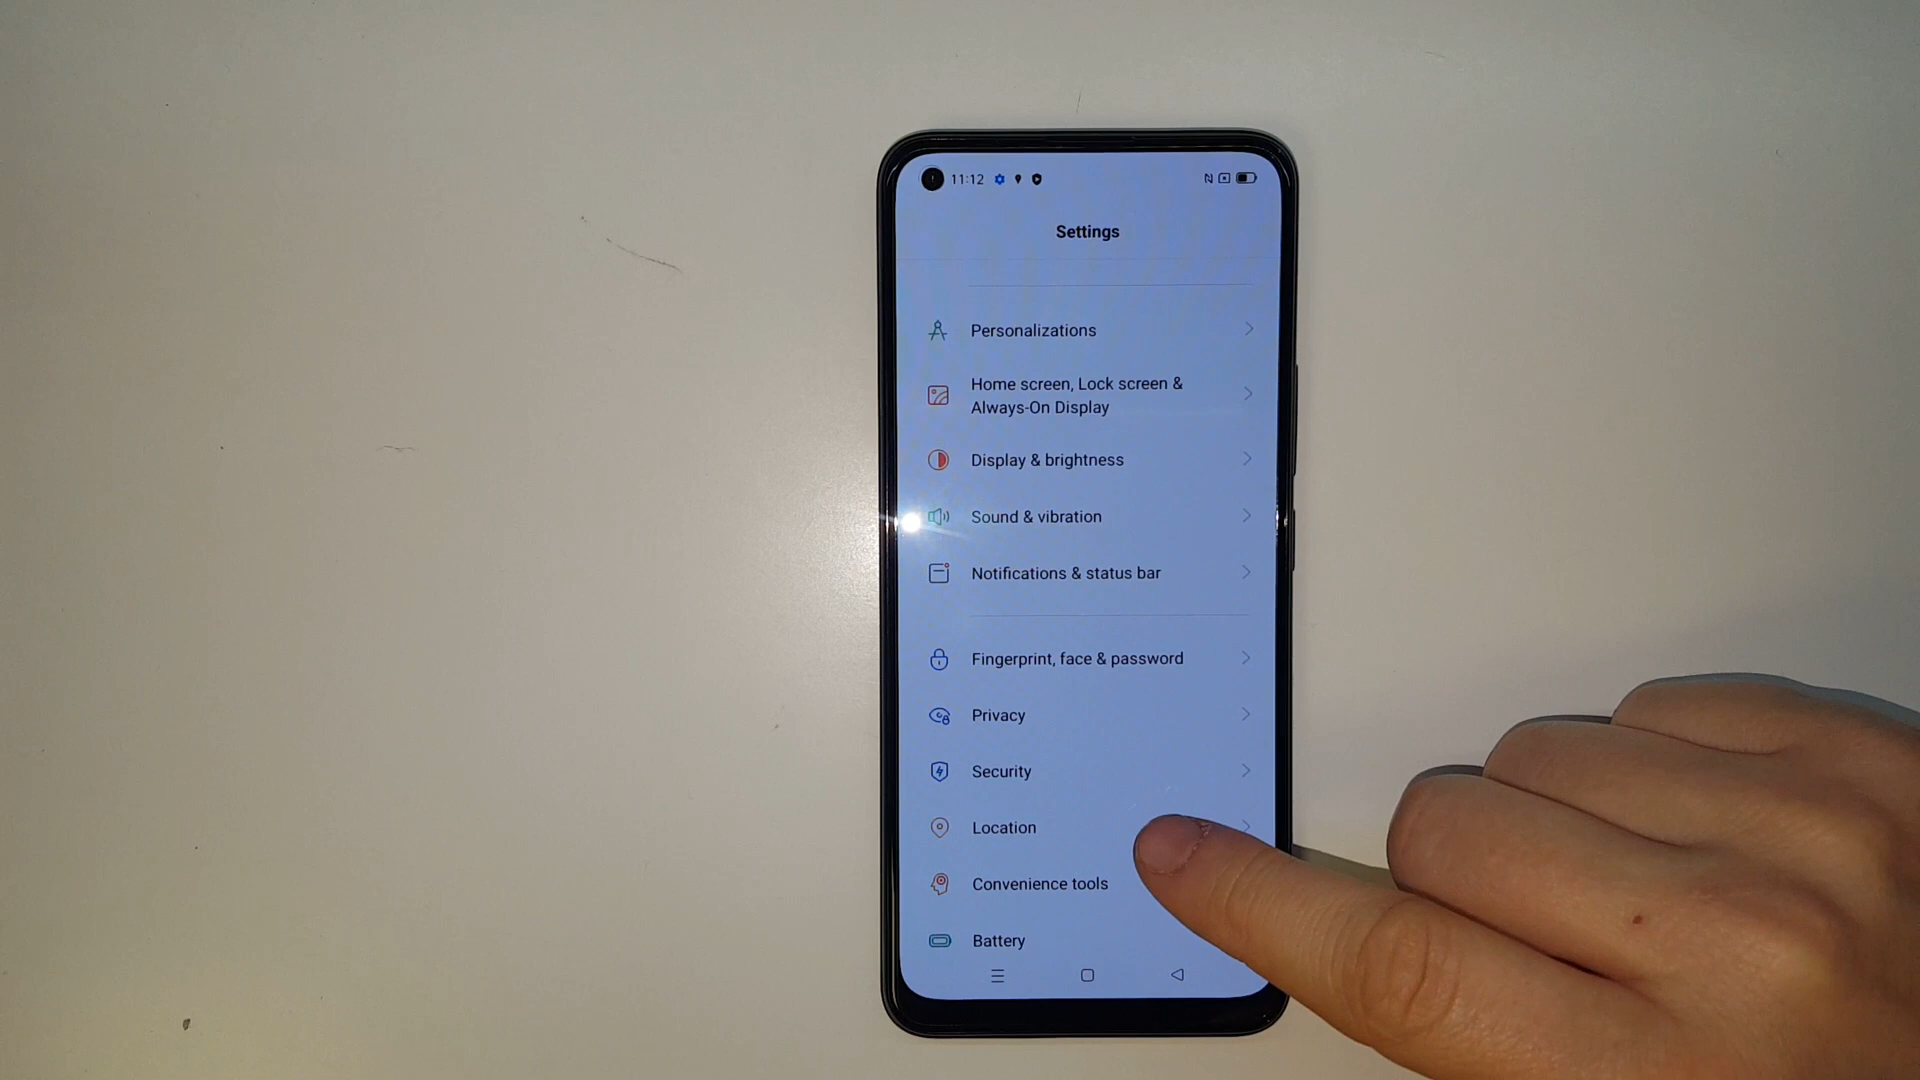 11:12
Settings
Personalizations
Home screen, Lock screen &
Always-On Display
Display & brightness
Sound & vibration
Notifications & status bar
Fingerprint, face & password
Privacy
Security
Location
Convenience tools
Battery